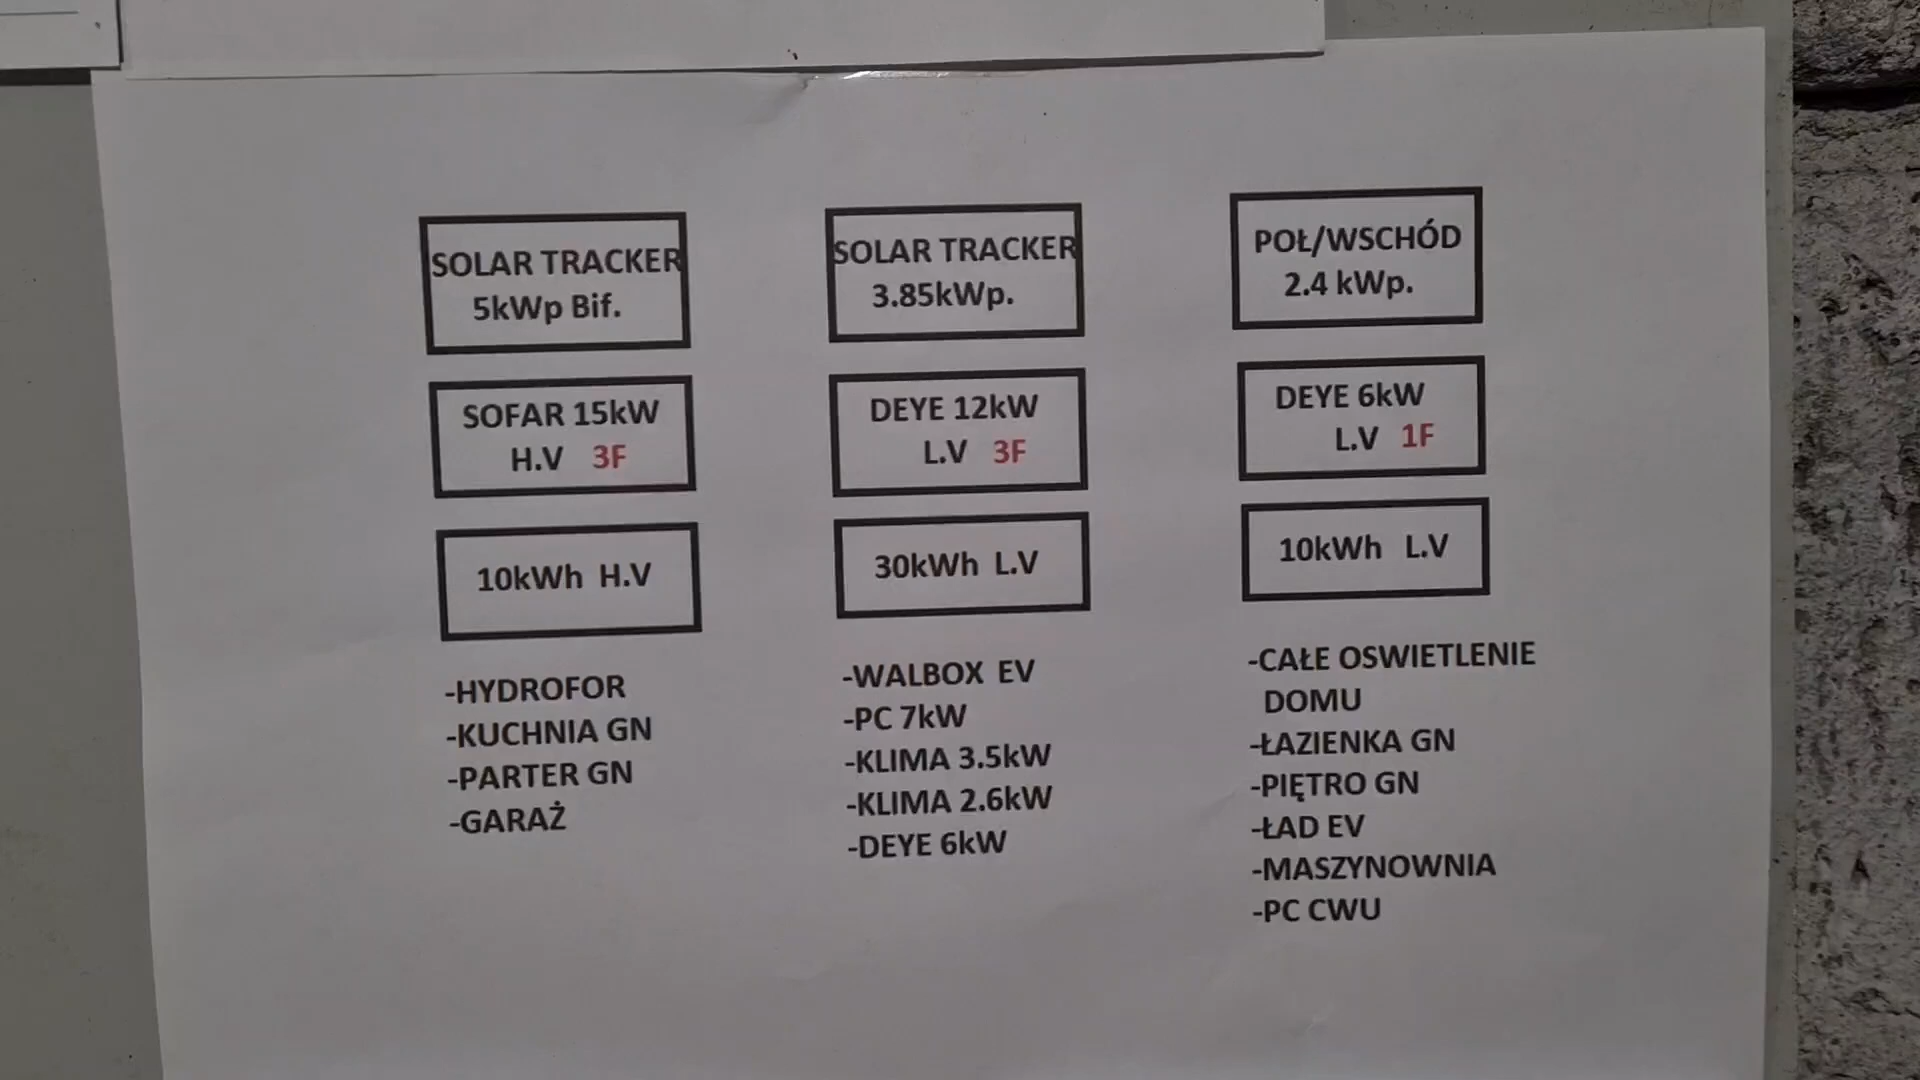 SOLAR TRACKER
5kWp Bif.
SOFAR 15kW
H.V 3F
10kWh H.V
-HYDROFOR
-KUCHNIA GN
-PARTER GN
-GARAŻ
SOLAR TRACKER
3.85kWp.
DEYE 12kW
L.V 3F
30kWh L.V
-WALBOX EV
-PC 7kW
-KLIMA 3.5kW
-KLIMA 2.6kW
-DEYE 6kW
POŁ/WSCHÓD
2.4 kWp.
DEYE 6kW
L.V 1F
10kWh L.V
-CAŁE OSWIETLENIE
DOMU
-ŁAZIENKA GN
-PIĘTRO GN
-ŁAD EV
-MASZYNOWNIA
-PC CWU